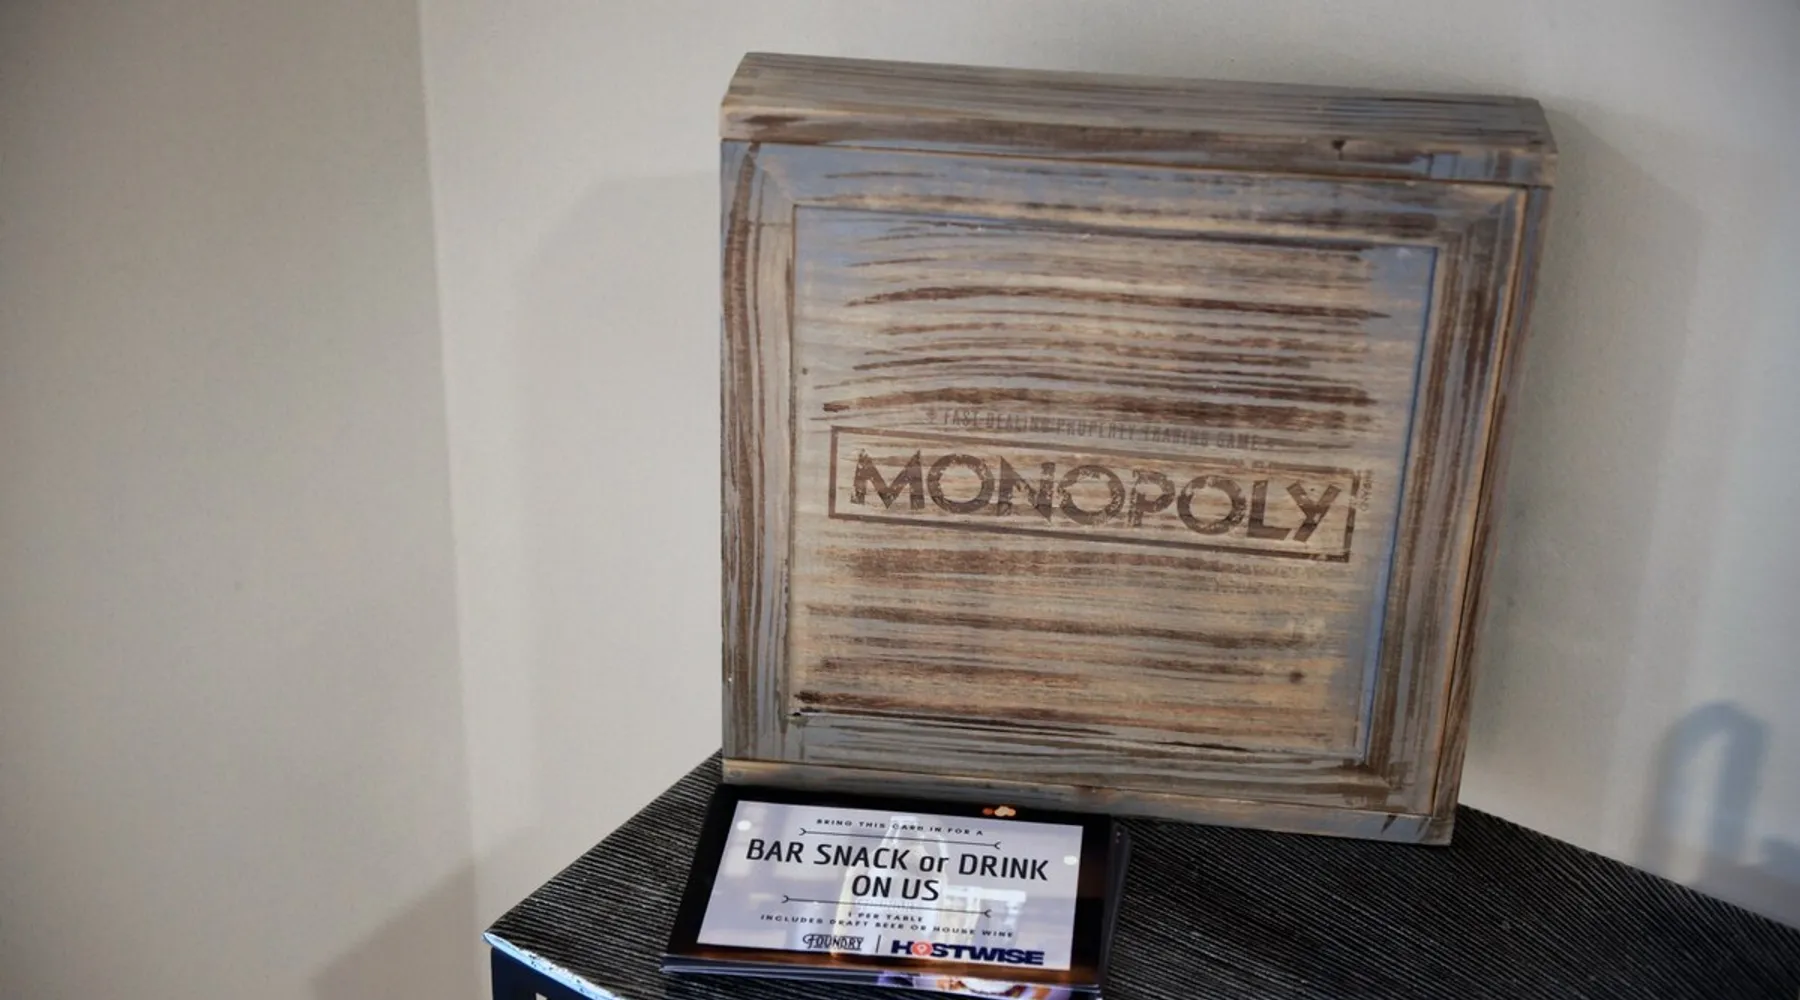 FAST-DEALING PROPERTY TRADING GAME
MONOPOLY
BRAND
BRING THIS CARD IN FOR A
BAR SNACK or DRINK
ON US
1 PER TABLE
INCLUDES DRAFT BEER OR HOUSE WINE
FOUNDRY | HOSTWISE